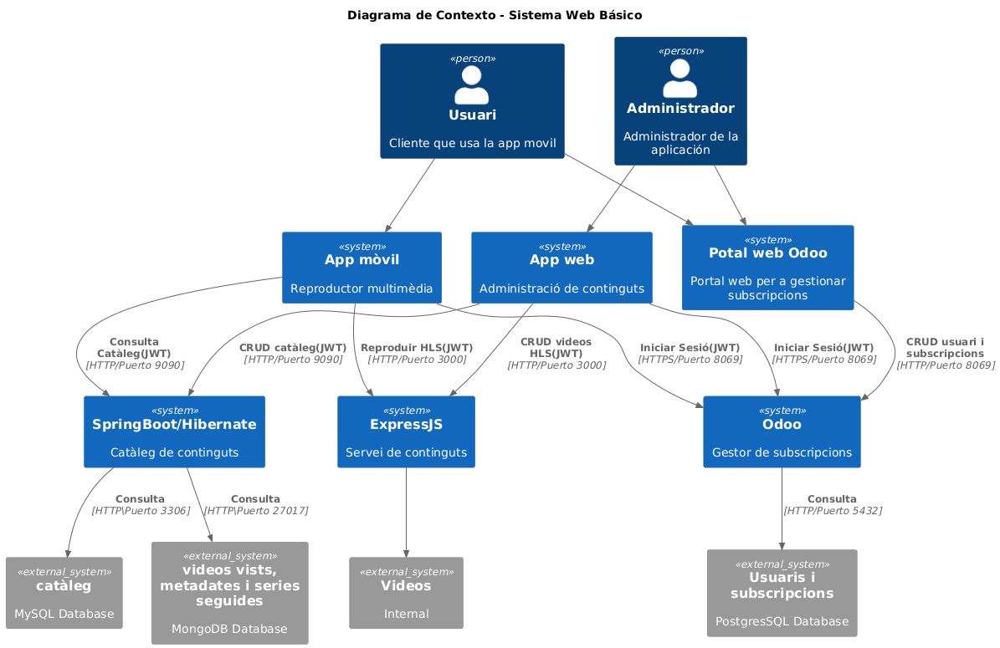 Diagrama de Contexto - Sistema Web Básico
«person»
Usuari
Cliente que usa la app movil
«person»
Administrador
Administrador de la
aplicación
«system»
App mòvil
Reproductor multimèdia
«system»
App web
Administració de continguts
«system»
Potal web Odoo
Portal web per a gestionar
subscripcions
Consulta
Catàleg(JWT)
[HTTP/Puerto 9090]
CRUD catàleg(JWT)
[HTTP/Puerto 9090]
Reproduir HLS(JWT)
[HTTP/Puerto 3000]
CRUD videos
HLS(JWT)
[HTTP/Puerto 3000]
Iniciar Sesió(JWT)
[HTTPS/Puerto 8069]
Iniciar Sesió(JWT)
[HTTPS/Puerto 8069]
CRUD usuari i
subscripcions
[HTTP/Puerto 8069]
«system»
SpringBoot/Hibernate
Catàleg de continguts
«system»
ExpressJS
Servei de continguts
«system»
Odoo
Gestor de subscripcions
Consulta
[HTTP\Puerto 3306]
Consulta
[HTTP\Puerto 27017]
Consulta
[HTTP/Puerto 5432]
«external_system»
catàleg
MySQL Database
«external_system»
videos vists,
metadates i series
seguides
MongoDB Database
«external_system»
Videos
Internal
«external_system»
Usuaris i
subscripcions
PostgresSQL Database